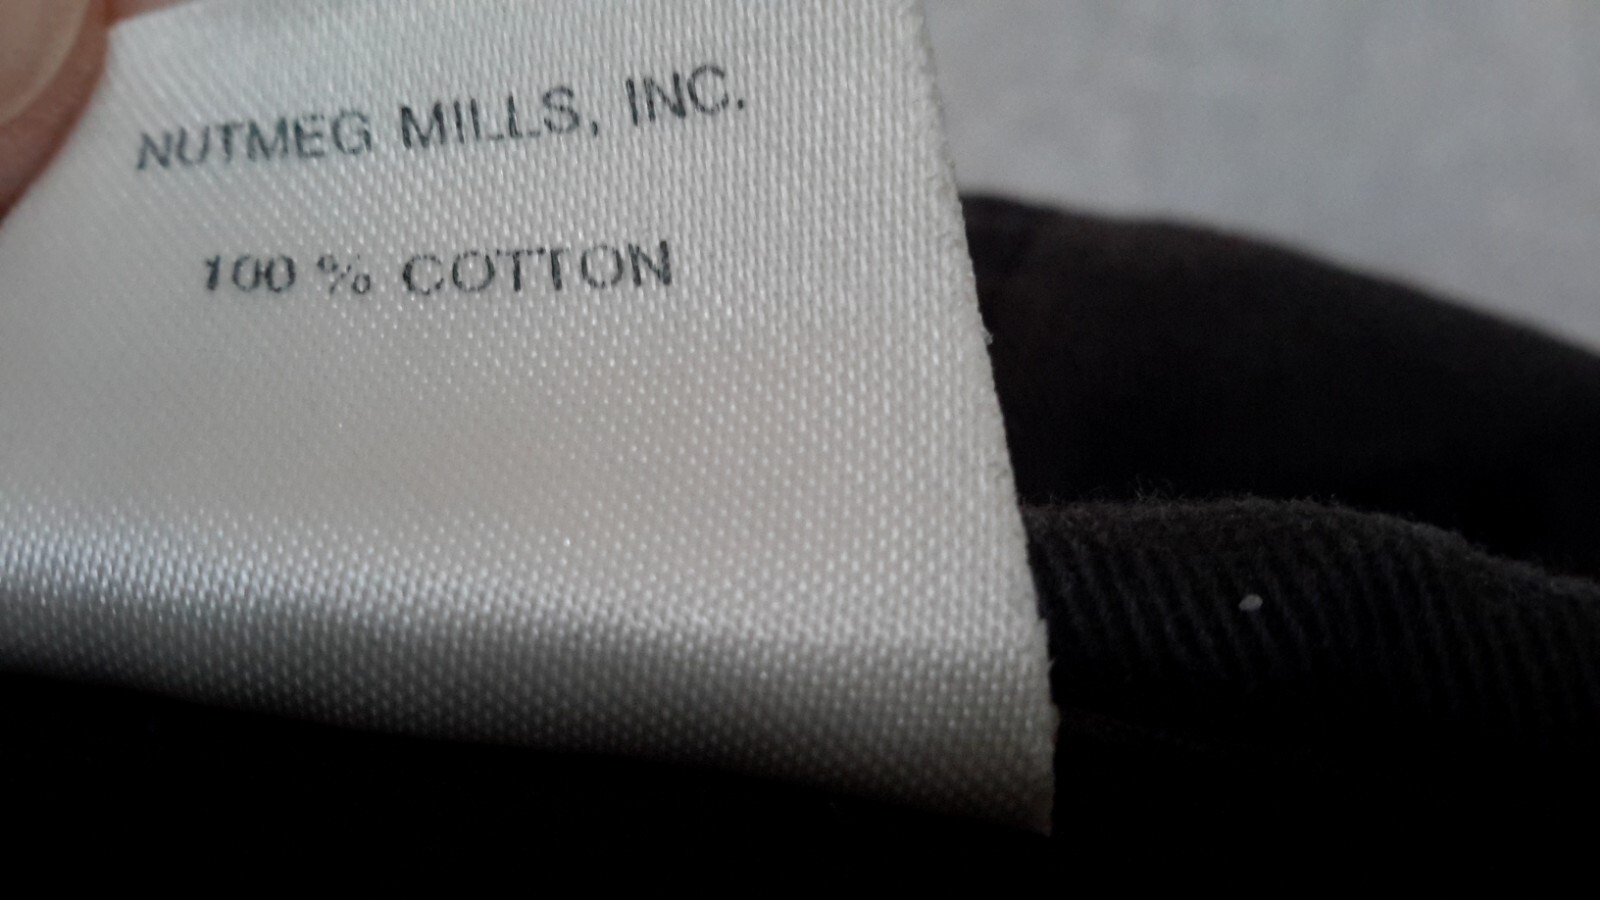 NUTMEG MILLS, INC.
100 % COTTON